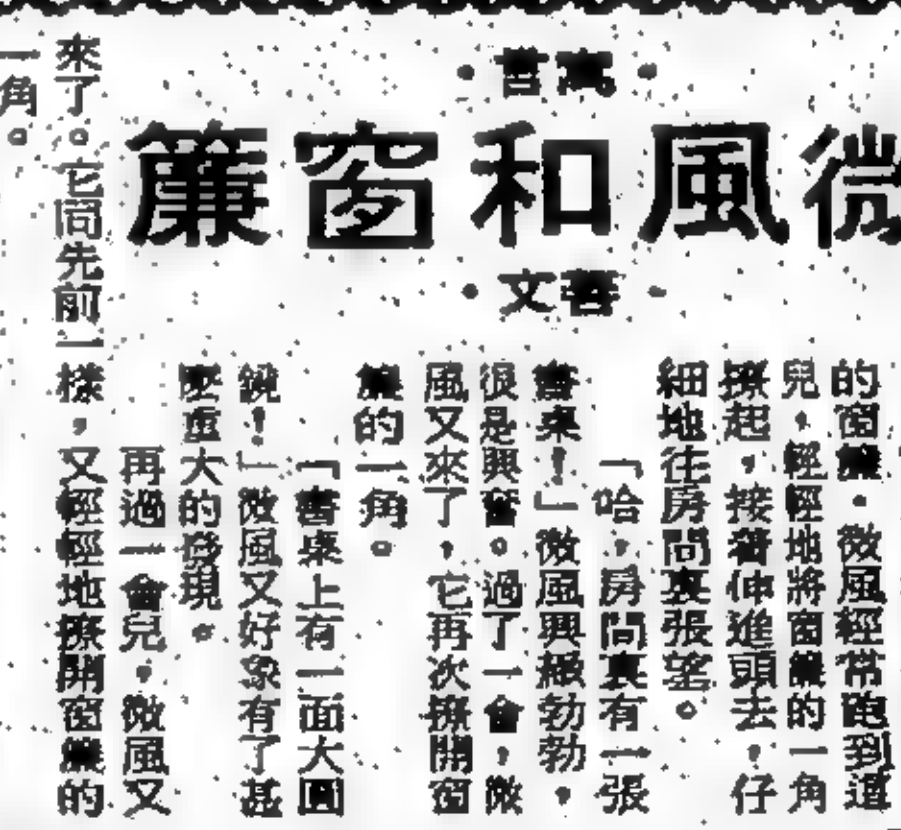 寓言
微風和窗簾
的窗簾。微風經常跑到這
兒,輕輕地將窗簾的一角
撩起,接着伸進頭去,仔
細地往房間裏張望。
「哈,房間裏有一張
書桌!」微風興緻勃勃,
很是興奮。過了一會,微
風又來了,它再次撩開窗
簾的一角。
「書桌上有一面大圓
鏡!」微風又好象有了甚
麼重大的發現。
再過一會兒,微風又
來了。它同先前一樣,又輕輕地撩開窗簾的
一角。